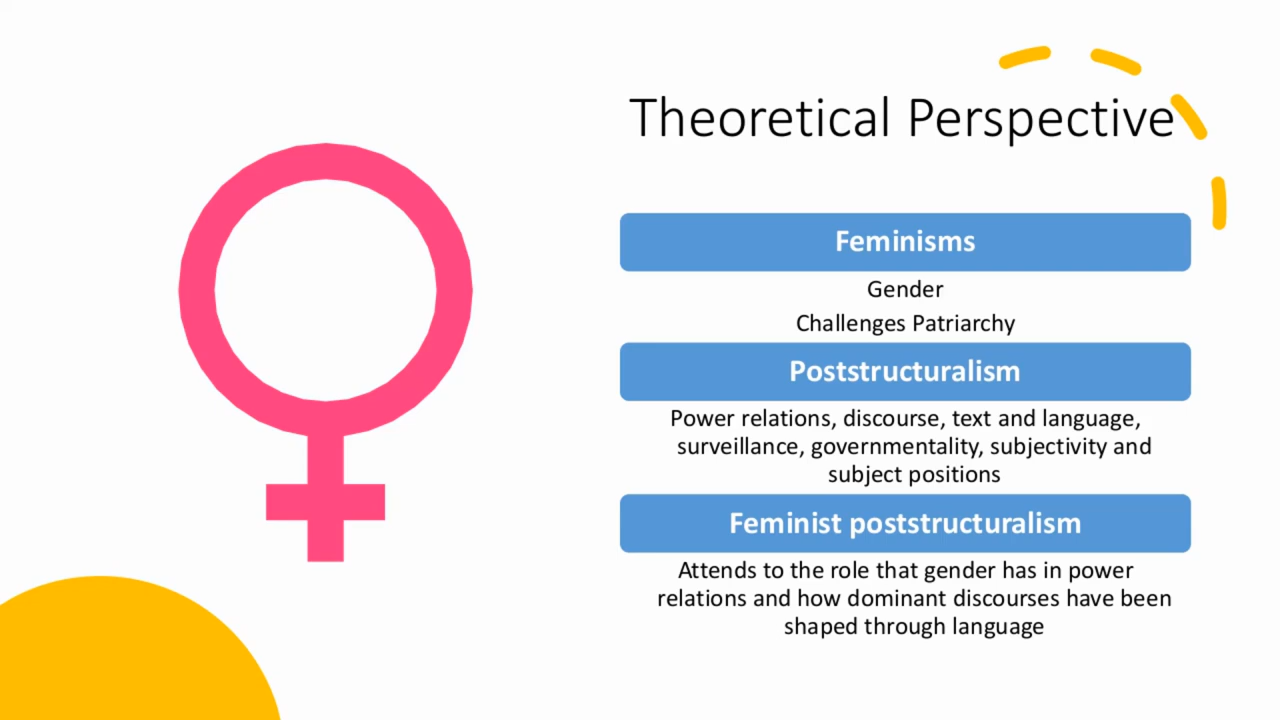 Theoretical Perspective
Feminisms
Gender
Challenges Patriarchy
Poststructuralism
Power relations, discourse, text and language,
surveillance, governmentality, subjectivity and
subject positions
Feminist poststructuralism
Attends to the role that gender has in power
relations and how dominant discourses have been
shaped through language